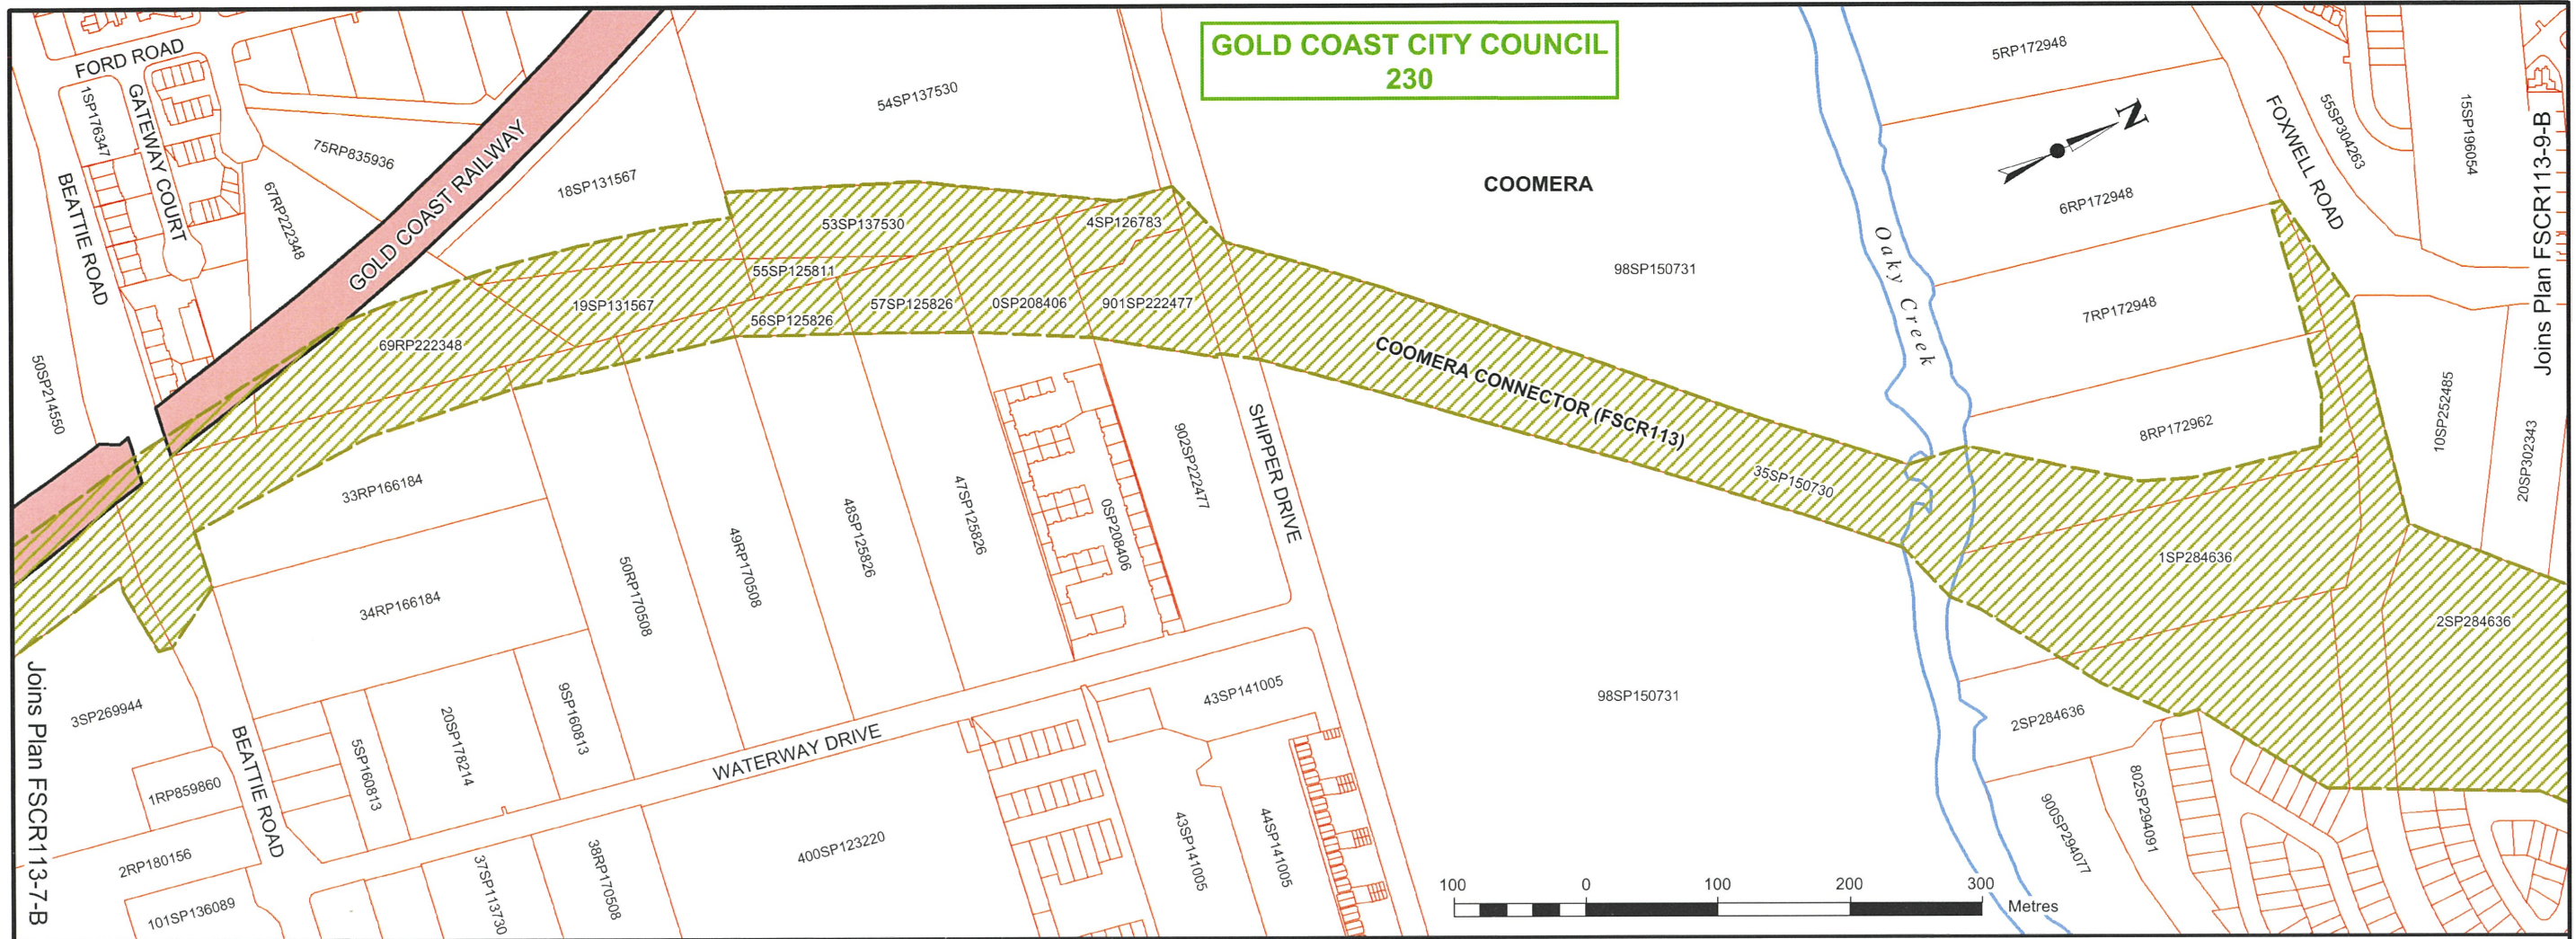 GOLD COAST CITY COUNCIL
230
FORD ROAD
1SP176347
GATEWAY COURT
BEATTIE ROAD
75RP835936
67RP222348
GOLD COAST RAILWAY
18SP131567
54SP137530
50SP214550
53SP137530
4SP126783
55SP125811
19SP131567
56SP125826
57SP125826
0SP208406
901SP222477
69RP222348
COOMERA
98SP150731
Oaky Creek
5RP172948
N
6RP172948
7RP172948
8RP172962
FOXWELL ROAD
55SP304263
15SP196054
Joins Plan FSCR113-9-B
10SP252485
20SP302343
COOMERA CONNECTOR (FSCR113)
35SP150730
1SP284636
2SP284636
33RP166184
34RP166184
50RP170508
49RP170508
48SP125826
47SP125826
0SP208406
902SP222477
SHIPPER DRIVE
98SP150731
2SP284636
900SP294077
802SP294091
Joins Plan FSCR113-7-B
3SP269944
1RP859860
2RP180156
101SP136089
BEATTIE ROAD
5SP160813
20SP178214
9SP160813
WATERWAY DRIVE
37SP113730
38RP170508
400SP123220
43SP141005
43SP141005
44SP141005
100 0 100 200 300 Metres